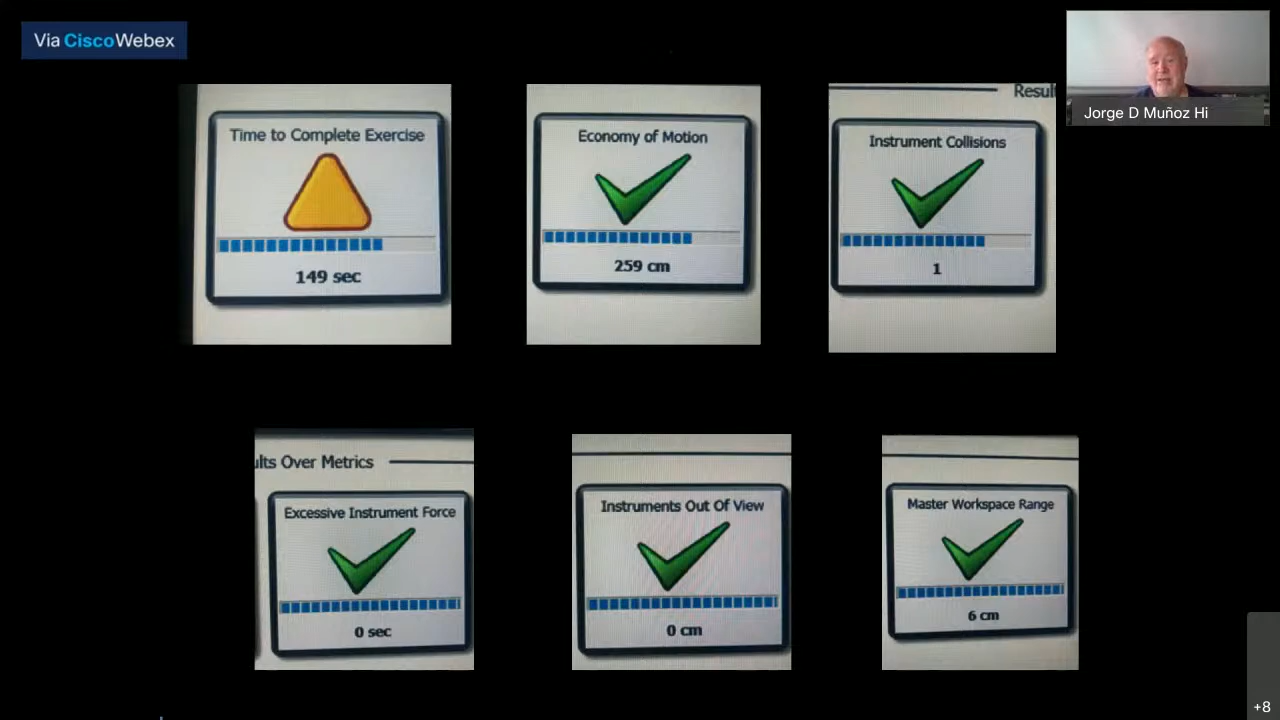 Via CiscoWebex
Jorge D Muñoz Hi
Time to Complete Exercise
149 sec
Economy of Motion
259 cm
Result
Instrument Collisions
1
ults Over Metrics
Excessive Instrument Force
0 sec
Instruments Out Of View
0 cm
Master Workspace Range
6 cm
+8